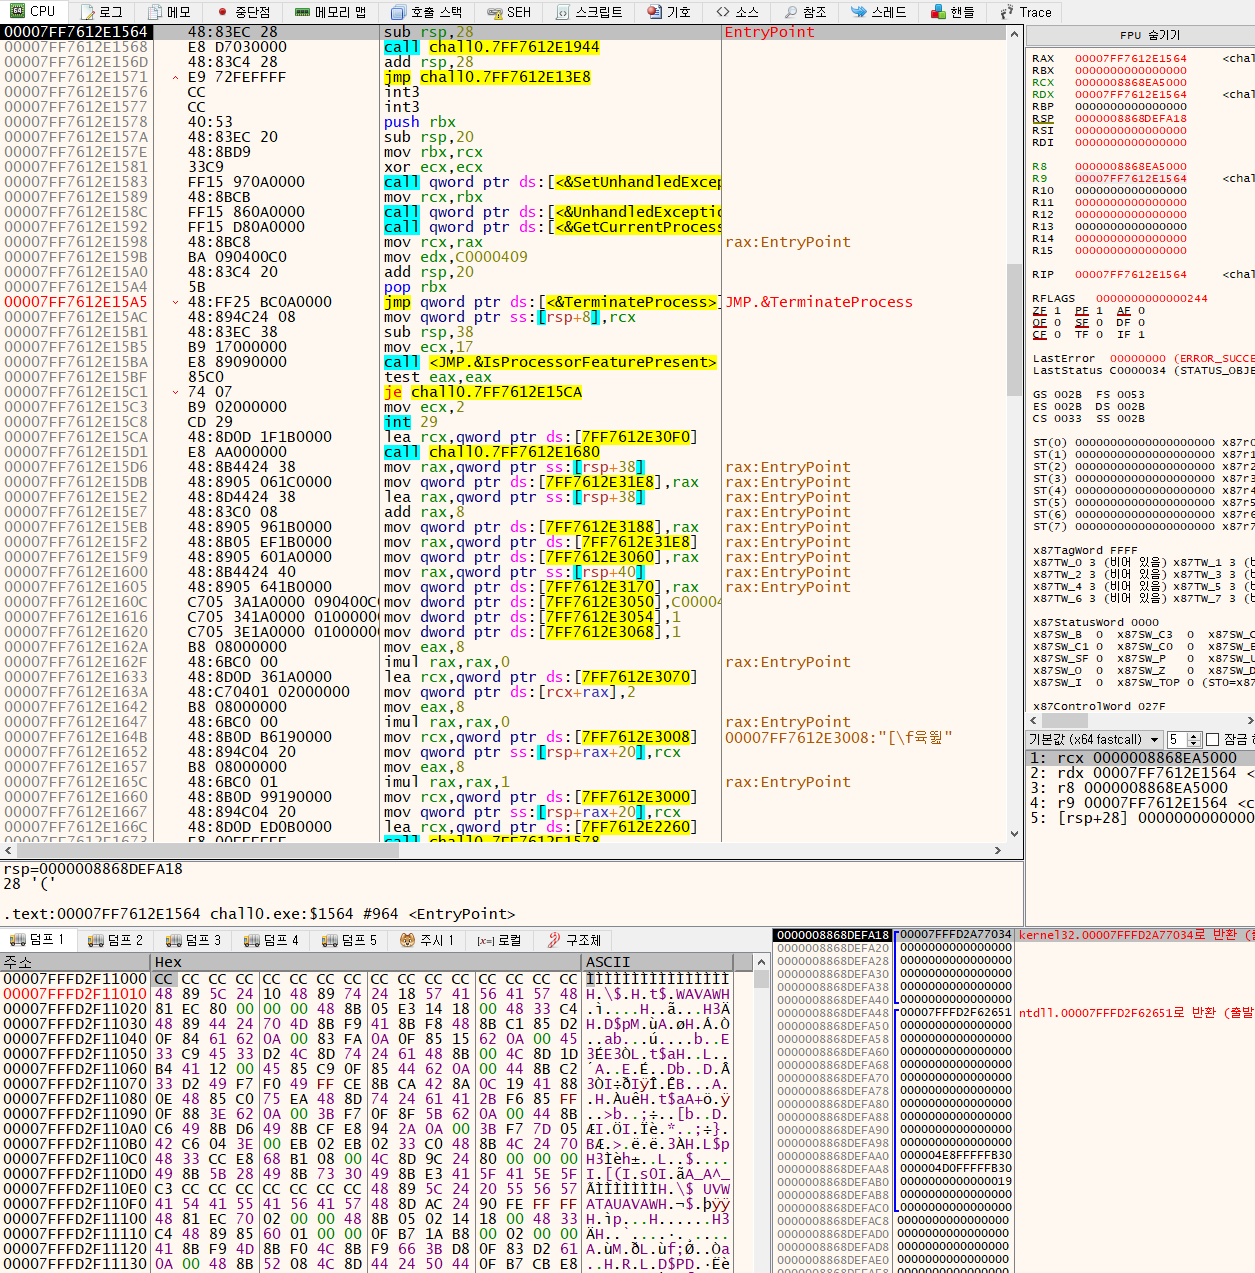 CPU 로그 메모 중단점 메모리 맵 호출 스택 SEH 스크립트 기호 소스 참조 스레드 핸들 Trace
00007FF7612E1564 48:83EC 28 sub rsp,28 EntryPoint
00007FF7612E1568 E8 D7030000 call chall0.7FF7612E1944
00007FF7612E156D 48:83C4 28 add rsp,28
00007FF7612E1571 E9 72FEFFFF jmp chall0.7FF7612E13E8
00007FF7612E1576 CC int3
00007FF7612E1577 CC int3
00007FF7612E1578 40:53 push rbx
00007FF7612E157A 48:83EC 20 sub rsp,20
00007FF7612E157E 48:8BD9 mov rbx,rcx
00007FF7612E1581 33C9 xor ecx,ecx
00007FF7612E1583 FF15 970A0000 call qword ptr ds:[<&SetUnhandledExcep
00007FF7612E1589 48:8BCB mov rcx,rbx
00007FF7612E158C FF15 860A0000 call qword ptr ds:[<&UnhandledExceptio
00007FF7612E1592 FF15 D80A0000 call qword ptr ds:[<&GetCurrentProcess
00007FF7612E1598 48:8BC8 mov rcx,rax rax:EntryPoint
00007FF7612E159B BA 090400C0 mov edx,C0000409
00007FF7612E15A0 48:83C4 20 add rsp,20
00007FF7612E15A4 5B pop rbx
00007FF7612E15A5 48:FF25 BC0A0000 jmp qword ptr ds:[<&TerminateProcess>] JMP.&TerminateProcess
00007FF7612E15AC 48:894C24 08 mov qword ptr ss:[rsp+8],rcx
00007FF7612E15B1 48:83EC 38 sub rsp,38
00007FF7612E15B5 B9 17000000 mov ecx,17
00007FF7612E15BA E8 89090000 call <JMP.&IsProcessorFeaturePresent>
00007FF7612E15BF 85C0 test eax,eax
00007FF7612E15C1 74 07 je chall0.7FF7612E15CA
00007FF7612E15C3 B9 02000000 mov ecx,2
00007FF7612E15C8 CD 29 int 29
00007FF7612E15CA 48:8D0D 1F1B0000 lea rcx,qword ptr ds:[7FF7612E30F0]
00007FF7612E15D1 E8 AA000000 call chall0.7FF7612E1680
00007FF7612E15D6 48:8B4424 38 mov rax,qword ptr ss:[rsp+38] rax:EntryPoint
00007FF7612E15DB 48:8905 061C0000 mov qword ptr ds:[7FF7612E31E8],rax rax:EntryPoint
00007FF7612E15E2 48:8D4424 38 lea rax,qword ptr ss:[rsp+38] rax:EntryPoint
00007FF7612E15E7 48:83C0 08 add rax,8 rax:EntryPoint
00007FF7612E15EB 48:8905 961B0000 mov qword ptr ds:[7FF7612E3188],rax rax:EntryPoint
00007FF7612E15F2 48:8B05 EF1B0000 mov rax,qword ptr ds:[7FF7612E31E8] rax:EntryPoint
00007FF7612E15F9 48:8905 601A0000 mov qword ptr ds:[7FF7612E3060],rax rax:EntryPoint
00007FF7612E1600 48:8B4424 40 mov rax,qword ptr ss:[rsp+40] rax:EntryPoint
00007FF7612E1605 48:8905 641B0000 mov qword ptr ds:[7FF7612E3170],rax rax:EntryPoint
00007FF7612E160C C705 3A1A0000 090400C0 mov dword ptr ds:[7FF7612E3050],C00004
00007FF7612E1616 C705 341A0000 01000000 mov dword ptr ds:[7FF7612E3054],1
00007FF7612E1620 C705 3E1A0000 01000000 mov dword ptr ds:[7FF7612E3068],1
00007FF7612E162A B8 08000000 mov eax,8
00007FF7612E162F 48:6BC0 00 imul rax,rax,0 rax:EntryPoint
00007FF7612E1633 48:8D0D 361A0000 lea rcx,qword ptr ds:[7FF7612E3070]
00007FF7612E163A 48:C70401 02000000 mov qword ptr ds:[rcx+rax],2
00007FF7612E1642 B8 08000000 mov eax,8
00007FF7612E1647 48:6BC0 00 imul rax,rax,0 rax:EntryPoint
00007FF7612E164B 48:8B0D B6190000 mov rcx,qword ptr ds:[7FF7612E3008] 00007FF7612E3008:"[\f육
00007FF7612E1652 48:894C04 20 mov qword ptr ss:[rsp+rax+20],rcx
00007FF7612E1657 B8 08000000 mov eax,8
00007FF7612E165C 48:6BC0 01 imul rax,rax,1 rax:EntryPoint
00007FF7612E1660 48:8B0D 99190000 mov rcx,qword ptr ds:[7FF7612E3000]
00007FF7612E1667 48:894C04 20 mov qword ptr ss:[rsp+rax+20],rcx
00007FF7612E166C 48:8D0D ED0B0000 lea rcx,qword ptr ds:[7FF7612E2260]
00007FF7612E1673 E8 00FFFFFF call chall0.7FF7612E1578
rsp=0000008868DEFA18
28 '('
.text:00007FF7612E1564 chall0.exe:$1564 #964 <EntryPoint>
FPU 숨기기
RAX 00007FF7612E1564 <chal
RBX 0000000000000000
RCX 0000008868EA5000
RDX 00007FF7612E1564 <chal
RBP 0000000000000000
RSP 0000008868DEFA18
RSI 0000000000000000
RDI 0000000000000000
R8 0000008868EA5000
R9 00007FF7612E1564 <chal
R10 0000000000000000
R11 0000000000000000
R12 0000000000000000
R13 0000000000000000
R14 0000000000000000
R15 0000000000000000
RIP 00007FF7612E1564 <chal
RFLAGS 0000000000000244
ZF 1 PF 1 AF 0
OF 0 SF 0 DF 0
CF 0 TF 0 IF 1
LastError 00000000 (ERROR_SUCCE
LastStatus C0000034 (STATUS_OBJE
GS 002B FS 0053
ES 002B DS 002B
CS 0033 SS 002B
ST(0) 00000000000000000000 x87r0
ST(1) 00000000000000000000 x87r1
ST(2) 00000000000000000000 x87r2
ST(3) 00000000000000000000 x87r3
ST(4) 00000000000000000000 x87r4
ST(5) 00000000000000000000 x87r5
ST(6) 00000000000000000000 x87r6
ST(7) 00000000000000000000 x87r7
x87TagWord FFFF
x87TW_0 3 (비어 있음) x87TW_1 3 (비
x87TW_2 3 (비어 있음) x87TW_3 3 (비
x87TW_4 3 (비어 있음) x87TW_5 3 (비
x87TW_6 3 (비어 있음) x87TW_7 3 (비
x87StatusWord 0000
x87SW_B 0 x87SW_C3 0 x87SW_C
x87SW_C1 0 x87SW_C0 0 x87SW_E
x87SW_SF 0 x87SW_P 0 x87SW_U
x87SW_O 0 x87SW_Z 0 x87SW_D
x87SW_I 0 x87SW_TOP 0 (ST0=x87
x87ControlWord 027F
기본값 (x64 fastcall) 5 잠금
1: rcx 0000008868EA5000
2: rdx 00007FF7612E1564 <
3: r8 0000008868EA5000
4: r9 00007FF7612E1564 <c
5: [rsp+28] 0000000000000
덤프 1 덤프 2 덤프 3 덤프 4 덤프 5 주시 1 로컬 구조체
주소 Hex ASCII
00007FFFD2F11000 CC CC CC CC CC CC CC CC CC CC CC CC CC CC CC CC
00007FFFD2F11010 48 89 5C 24 10 48 89 74 24 18 57 41 56 41 57 48 H.\$.H.t$.WAVAWH
00007FFFD2F11020 81 EC 80 00 00 00 48 8B 05 E3 14 18 00 48 33 C4
00007FFFD2F11030 48 89 44 24 70 4D 8B F9 41 8B F8 48 8B C1 85 D2
00007FFFD2F11040 0F 84 61 62 0A 00 83 FA 0A 0F 85 15 62 0A 00 45
00007FFFD2F11050 33 C9 45 33 D2 4C 8D 74 24 61 48 8B 00 4C 8D 1D
00007FFFD2F11060 B4 41 12 00 45 85 C9 0F 85 44 62 0A 00 44 8B C2
00007FFFD2F11070 33 D2 49 F7 F0 49 FF CE 8B CA 42 8A 0C 19 41 88
00007FFFD2F11080 0E 48 85 C0 75 EA 48 8D 74 24 61 41 2B F6 85 FF
00007FFFD2F11090 0F 88 3E 62 0A 00 3B F7 0F 8F 5B 62 0A 00 44 8B
00007FFFD2F110A0 C6 49 8B D6 49 8B CF E8 94 2A 0A 00 3B F7 7D 05
00007FFFD2F110B0 42 C6 04 3E 00 EB 02 EB 02 33 C0 48 8B 4C 24 70
00007FFFD2F110C0 48 33 CC E8 68 B1 08 00 4C 8D 9C 24 80 00 00 00
00007FFFD2F110D0 49 8B 5B 28 49 8B 73 30 49 8B E3 41 5F 41 5E 5F
00007FFFD2F110E0 C3 CC CC CC CC CC CC CC 48 89 5C 24 20 55 56 57
00007FFFD2F110F0 41 54 41 55 41 56 41 57 48 8D AC 24 90 FE FF FF
00007FFFD2F11100 48 81 EC 70 02 00 00 48 8B 05 02 14 18 00 48 33
00007FFFD2F11110 C4 48 89 85 60 01 00 00 0F B7 1A B8 00 02 00 00
00007FFFD2F11120 41 8B F9 4D 8B F0 4C 8B F9 66 3B D8 0F 83 D2 61
00007FFFD2F11130 0A 00 48 8B 52 08 4C 8D 44 24 50 44 0F B7 CB E8
0000008868DEFA18 00007FFFD2A77034 kernel32.00007FFFD2A77034로 반환 (출
0000008868DEFA20 0000000000000000
0000008868DEFA28 0000000000000000
0000008868DEFA30 0000000000000000
0000008868DEFA38 0000000000000000
0000008868DEFA40 0000000000000000
0000008868DEFA48 00007FFFD2F62651 ntdll.00007FFFD2F62651로 반환 (출발
0000008868DEFA50 0000000000000000
0000008868DEFA58 0000000000000000
0000008868DEFA60 0000000000000000
0000008868DEFA68 0000000000000000
0000008868DEFA70 0000000000000000
0000008868DEFA78 0000000000000000
0000008868DEFA80 0000000000000000
0000008868DEFA88 0000000000000000
0000008868DEFA90 0000000000000000
0000008868DEFA98 0000000000000000
0000008868DEFAA0 000004E8FFFFFB30
0000008868DEFAA8 000004D0FFFFFB30
0000008868DEFAB0 0000000000000019
0000008868DEFAB8 0000000000000000
0000008868DEFAC0 0000000000000000
0000008868DEFAC8 0000000000000000
0000008868DEFAD0 0000000000000000
0000008868DEFAD8 0000000000000000
0000008868DEFAE0 0000000000000000
0000008868DEFAE8 0000000000000000